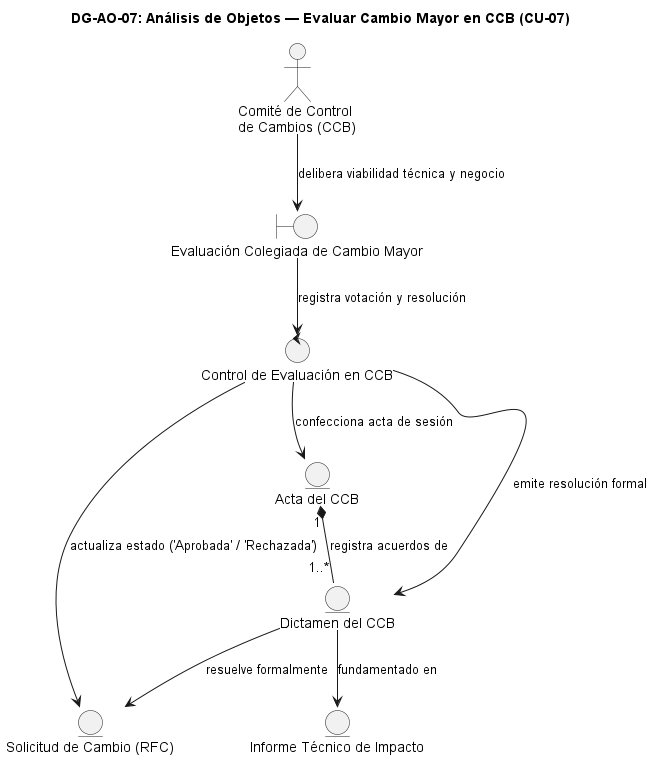 DG-AO-07: Análisis de Objetos — Evaluar Cambio Mayor en CCB (CU-07)
Comité de Control
de Cambios (CCB)
delibera viabilidad técnica y negocio
Evaluación Colegiada de Cambio Mayor
registra votación y resolución
Control de Evaluación en CCB
confecciona acta de sesión
emite resolución formal
Acta del CCB
1
actualiza estado ('Aprobada' / 'Rechazada')
registra acuerdos de
1..*
Dictamen del CCB
resuelve formalmente
fundamentado en
Solicitud de Cambio (RFC)
Informe Técnico de Impacto